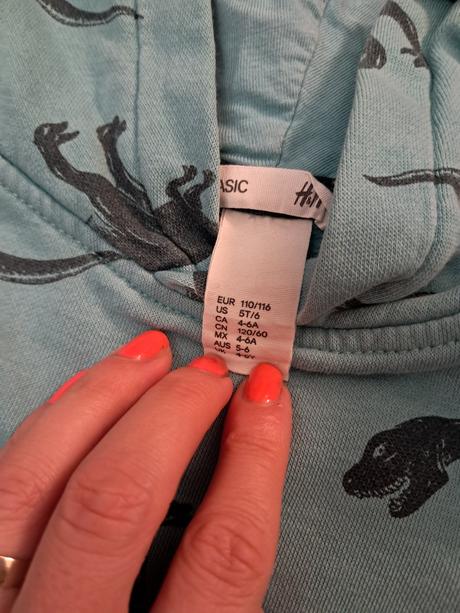 ASIC H&M
EUR 110/116
US 5T/6
CA 4-6A
CN 120/60
MX 4-6A
AUS 5-6